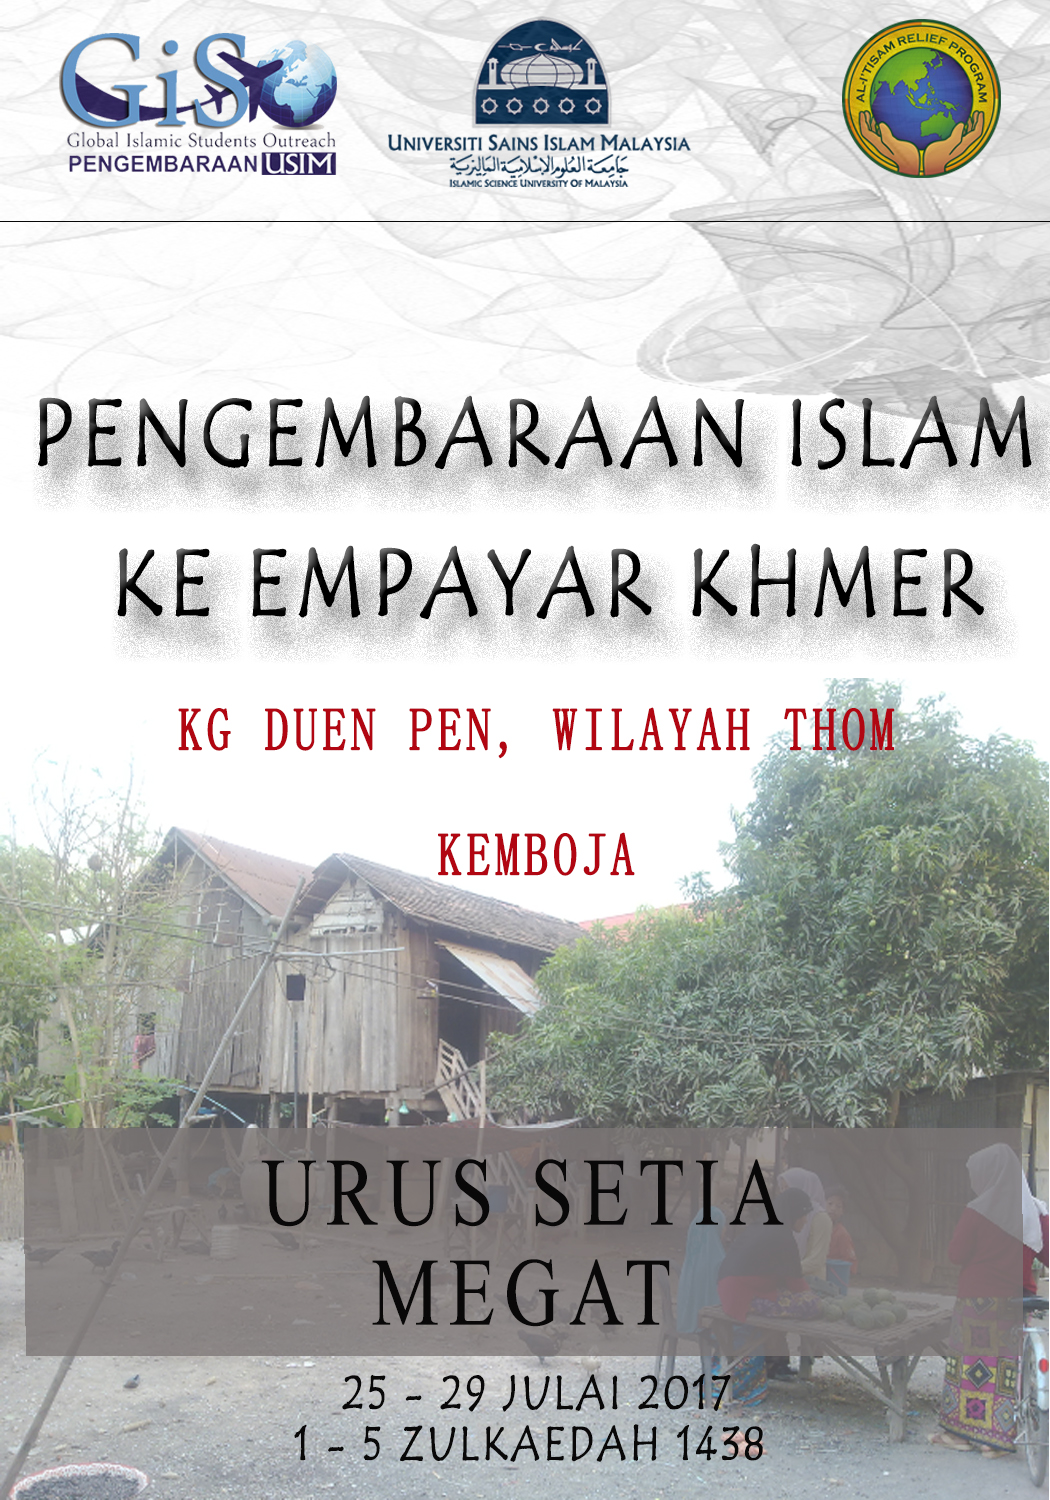 GiSO
Global Islamic Students Outreach
PENGEMBARAAN USIM
UNIVERSITI SAINS ISLAM MALAYSIA
جامعة العلوم الإسلامية الماليزية
ISLAMIC SCIENCE UNIVERSITY OF MALAYSIA
AL-I'TISAM RELIEF PROGRAM
PENGEMBARAAN ISLAM
KE EMPAYAR KHMER
KG DUEN PEN, WILAYAH THOM
KEMBOJA
URUS SETIA
MEGAT
25 - 29 JULAI 2017
1 - 5 ZULKAEDAH 1438